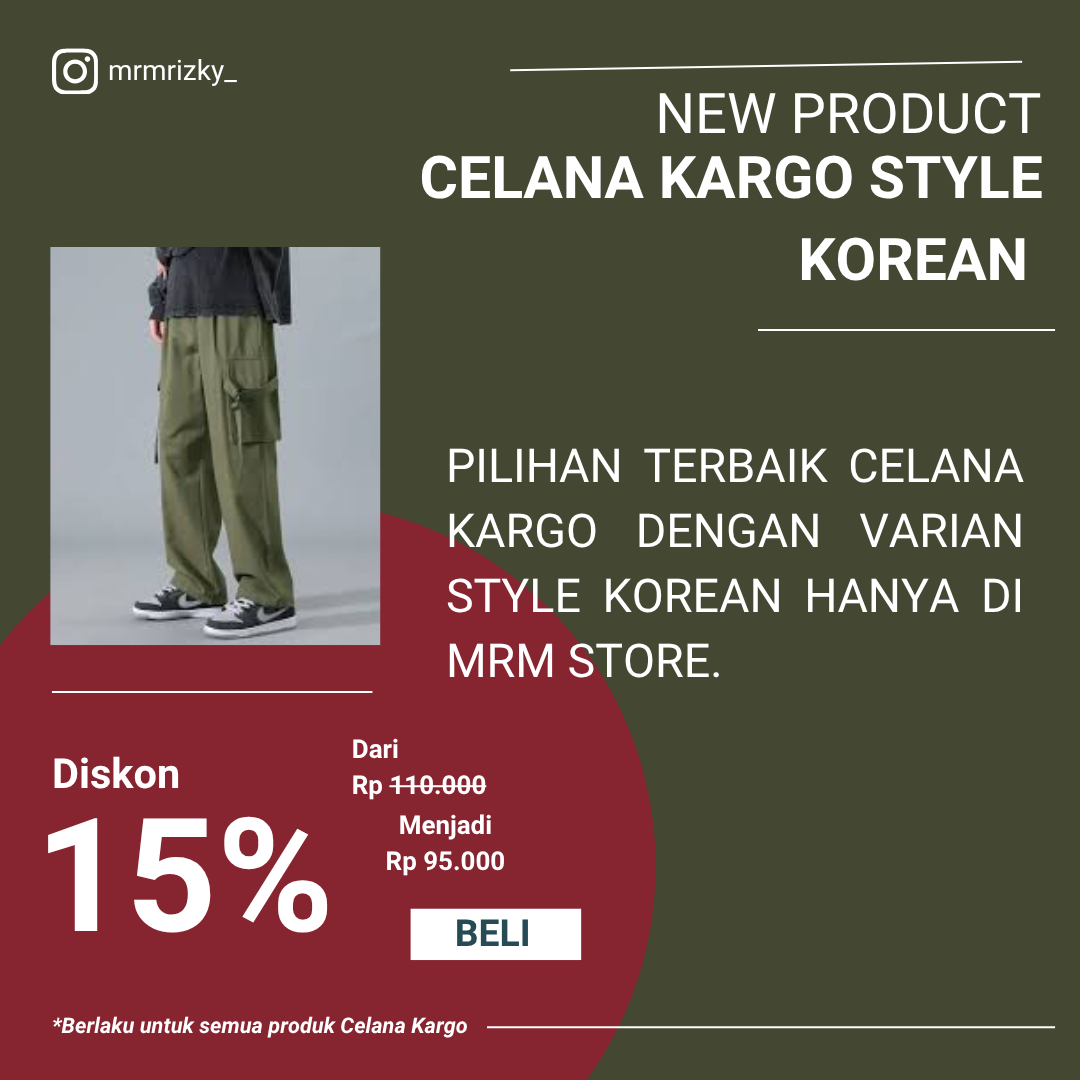 mrmrizky_
NEW PRODUCT
CELANA KARGO STYLE
KOREAN
PILIHAN TERBAIK CELANA
KARGO DENGAN VARIAN
STYLE KOREAN HANYA DI
MRM STORE.
Diskon
15%
Dari
Rp 110.000
Menjadi
Rp 95.000
BELI
*Berlaku untuk semua produk Celana Kargo